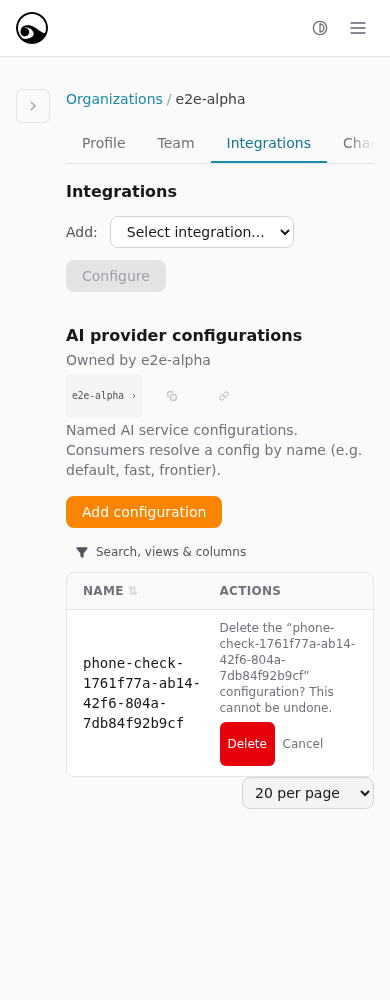 Organizations / e2e-alpha
Profile Team Integrations Cha
Integrations
Add: Select integration...
Configure
AI provider configurations
Owned by e2e-alpha
e2e-alpha ›
Named AI service configurations.
Consumers resolve a config by name (e.g.
default, fast, frontier).
Add configuration
Search, views & columns
NAME ⇅ ACTIONS
phone-check-
1761f77a-ab14-
42f6-804a-
7db84f92b9cf
Delete the “phone-
check-1761f77a-ab14-
42f6-804a-
7db84f92b9cf”
configuration? This
cannot be undone.
Delete Cancel
20 per page